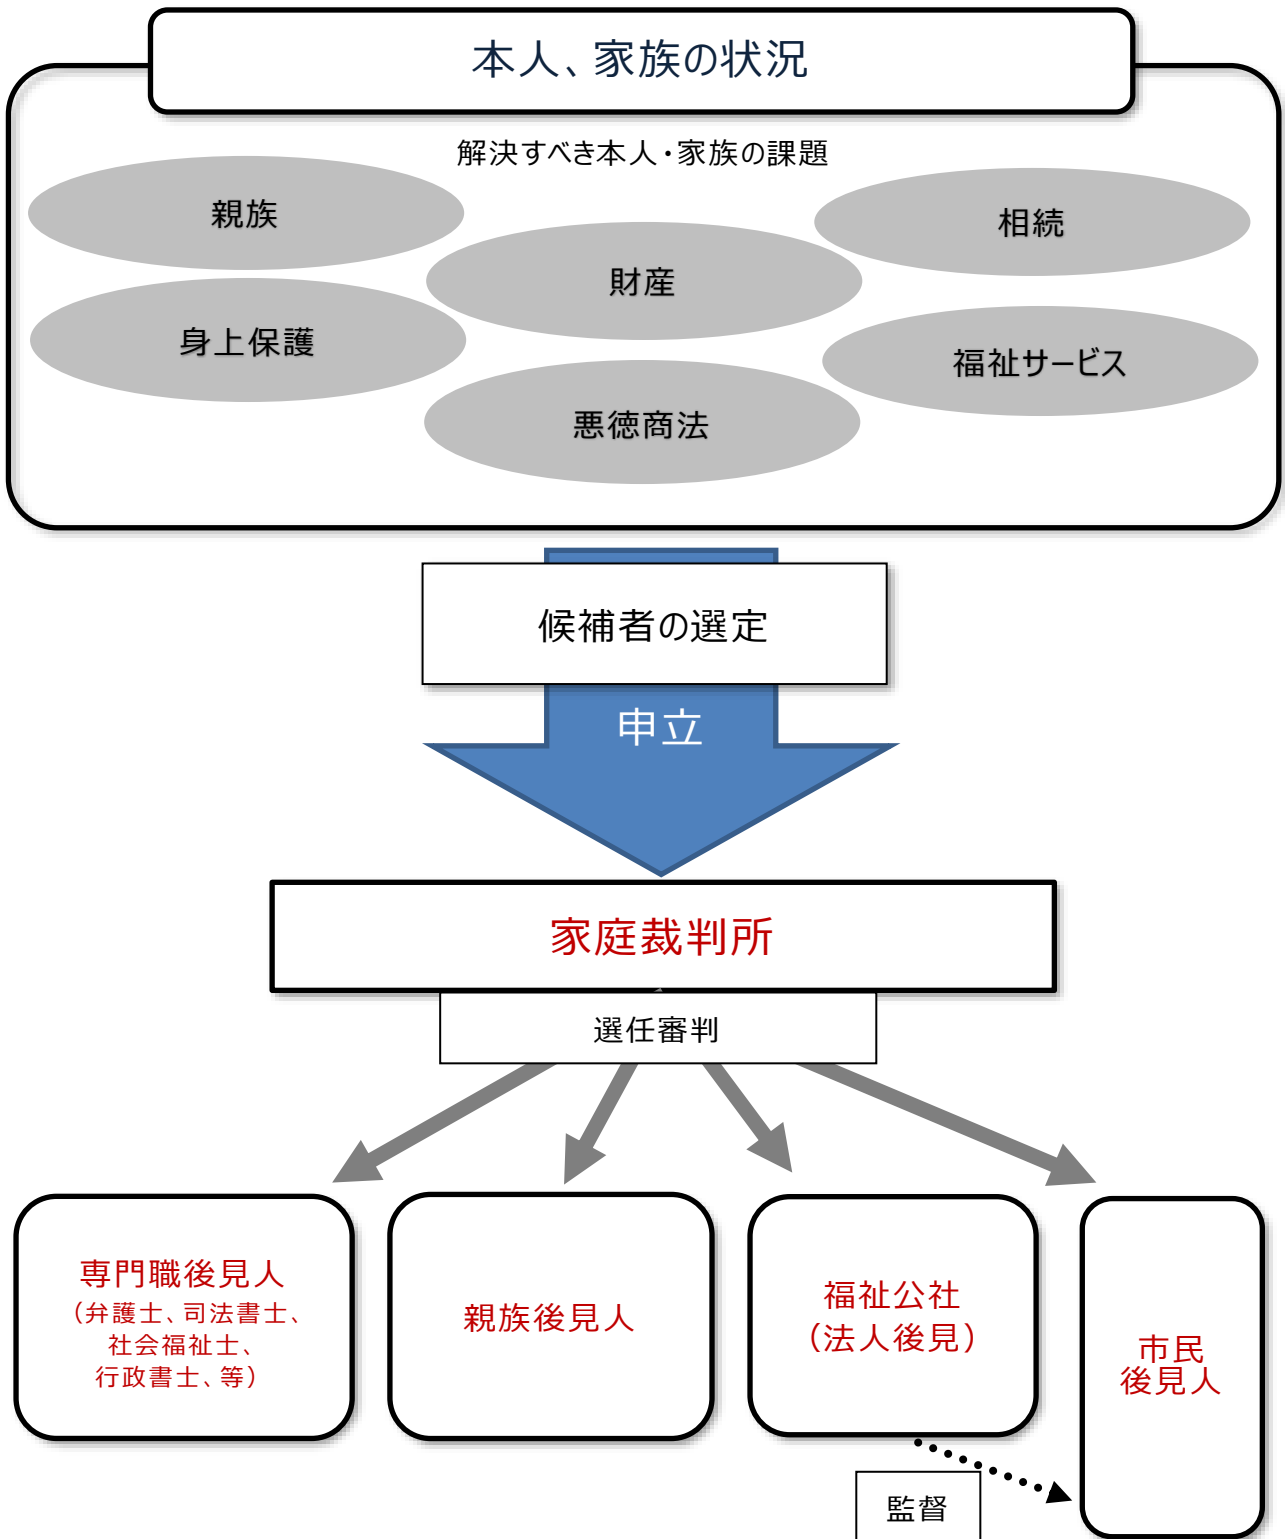 本人、家族の状況
解決すべき本人・家族の課題
親族
相続
財産
身上保護
福祉サービス
悪徳商法
候補者の選定
申立
家庭裁判所
選任審判
専門職後見人
（弁護士、司法書士、
社会福祉士、
行政書士、等）
親族後見人
福祉公社
（法人後見）
市民
後見人
監督